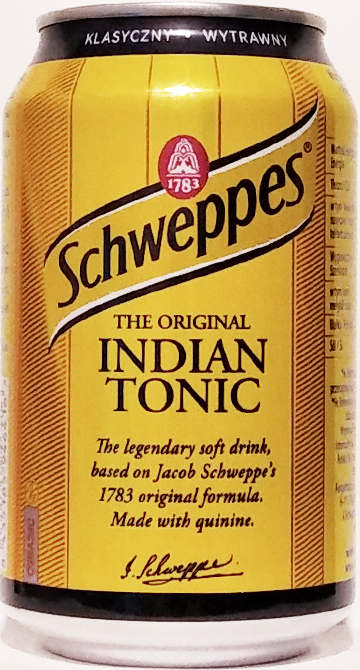 KLASYCZNY • WYTRAWNY
1783
Schweppes®
THE ORIGINAL
INDIAN
TONIC
The legendary soft drink,
based on Jacob Schweppe's
1783 original formula.
Made with quinine.
J. Schweppe